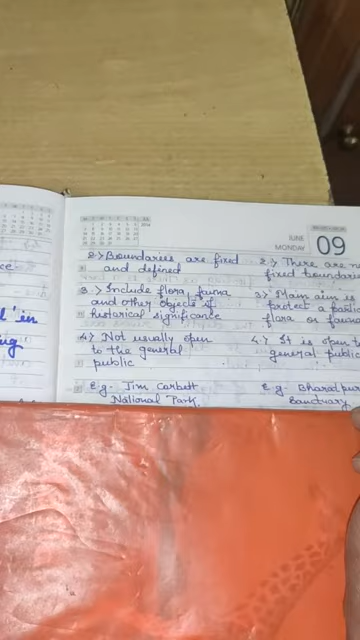 JUNE
MONDAY 09
2.> Boundaries are fixed
and defined
3.> Include flora, fauna
and other objects of
historical significance
4.> Not usually open
to the general
public
E.g.- Jim Corbett
National Park.
2.> There are
fixed
3.> Main aim is
protect a
flora or fauna
4.> It is open to
general public
E.g. Bharatpur
Sanctuary